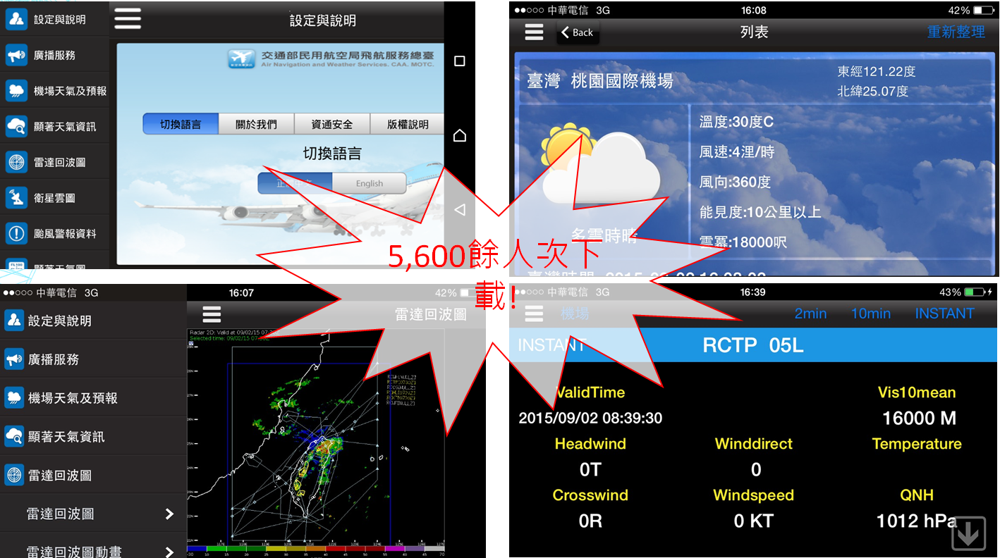 設定與說明
廣播服務
機場天氣及預報
顯著天氣資訊
雷達回波圖
衛星雲圖
颱風警報資料
顯著天氣圖
設定與說明
交通部民用航空局飛航服務總臺
Air Navigation and Weather Services. CAA. MOTC.
切換語言
關於我們
資通安全
版權說明
切換語言
English
中華電信 3G
16:08
42%
Back
列表
重新整理
臺灣 桃園國際機場
東經121.22度
北緯25.07度
溫度:30度C
風速:4浬/時
風向:360度
能見度:10公里以上
雲冪:18000呎
多雲時晴
5,600餘人次下
載!
中華電信 3G
16:07
42%
設定與說明
廣播服務
機場天氣及預報
顯著天氣資訊
雷達回波圖
雷達回波圖
雷達回波圖動畫
雷達回波圖
中華電信 3G
16:39
43%
機場
2min
10min
INSTANT
INSTANT
RCTP 05L
ValidTime
Vis10mean
2015/09/02 08:39:30
16000 M
Headwind
Winddirect
Temperature
0T
0
Crosswind
Windspeed
QNH
0R
0 KT
1012 hPa